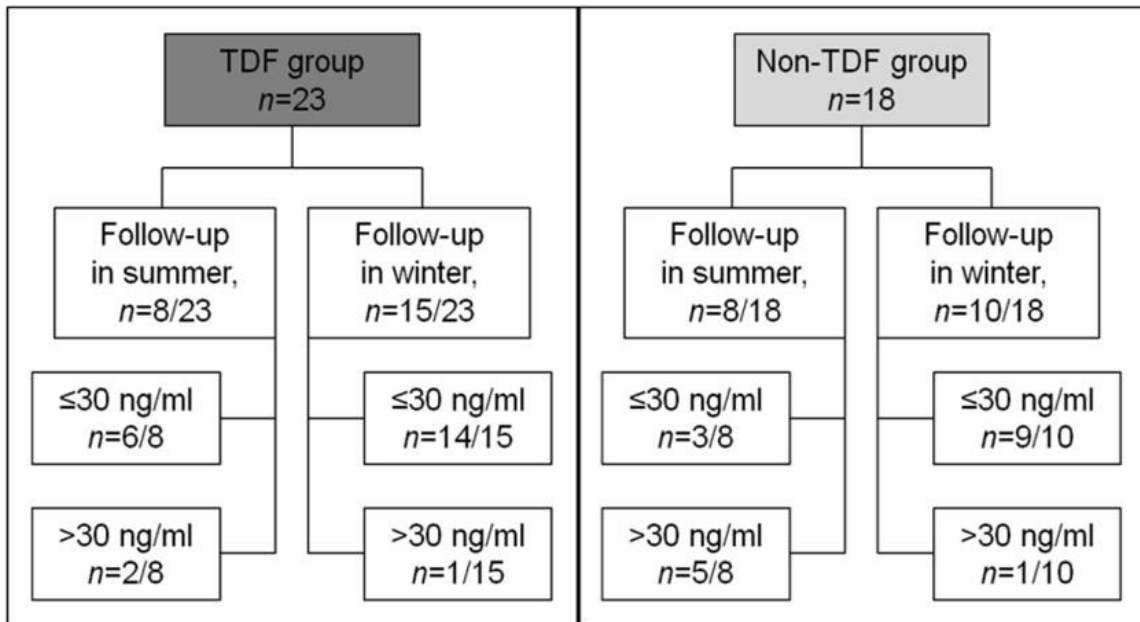 TDF group
n=23
Follow-up
in summer,
n=8/23
Follow-up
in winter,
n=15/23
≤30 ng/ml
n=6/8
≤30 ng/ml
n=14/15
>30 ng/ml
n=2/8
>30 ng/ml
n=1/15
Non-TDF group
n=18
Follow-up
in summer,
n=8/18
Follow-up
in winter,
n=10/18
≤30 ng/ml
n=3/8
≤30 ng/ml
n=9/10
>30 ng/ml
n=5/8
>30 ng/ml
n=1/10